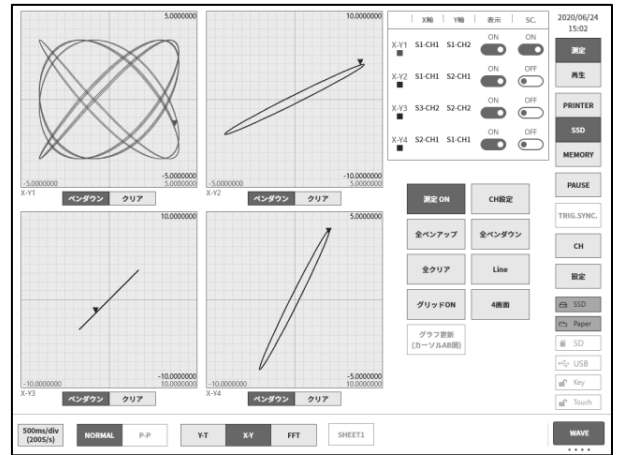 5.0000000
-5.0000000
-5.0000000
5.0000000
X-Y1
ペンダウン クリア
10.0000000
-10.0000000
-5.0000000
5.0000000
X-Y2
ペンダウン クリア
10.0000000
-10.0000000
-10.0000000
10.0000000
X-Y3
ペンダウン クリア
5.0000000
-5.0000000
-10.0000000
10.0000000
X-Y4
ペンダウン クリア
X軸 Y軸 表示 SC.
X-Y1 S1-CH1 S1-CH2 ON ON
X-Y2 S1-CH1 S2-CH1 ON OFF
X-Y3 S3-CH2 S2-CH2 ON OFF
X-Y4 S2-CH1 S1-CH1 ON OFF
測定 ON CH設定
全ペンアップ 全ペンダウン
全クリア Line
グリッドON 4画面
グラフ更新
(カーソルAB間)
2020/06/24
15:02
測定
再生
PRINTER
SSD
MEMORY
PAUSE
TRIG.SYNC.
CH
設定
SSD
Paper
SD
USB
Key
Touch
500ms/div
(200S/s)
NORMAL P-P Y-T X-Y FFT SHEET1 WAVE